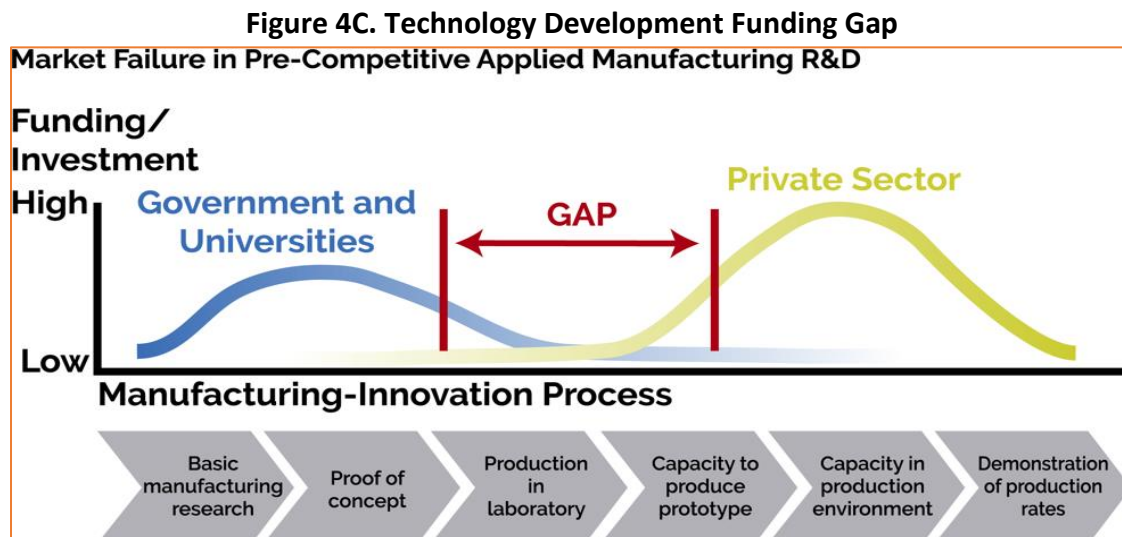 Figure 4C. Technology Development Funding Gap
Market Failure in Pre-Competitive Applied Manufacturing R&D
Funding/
Investment
High
Government and
Universities
GAP
Private Sector
Low
Manufacturing-Innovation Process
Basic
manufacturing
research
Proof of
concept
Production
in
laboratory
Capacity to
produce
prototype
Capacity in
production
environment
Demonstration
of production
rates